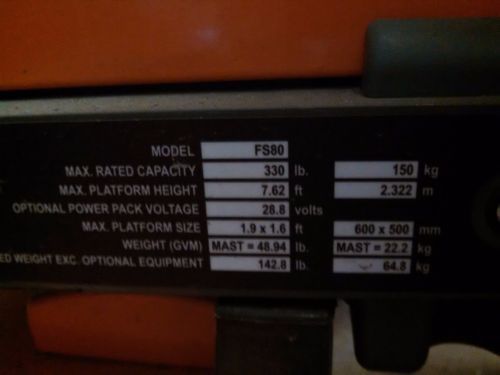 MODEL FS80
MAX. RATED CAPACITY 330 lb. 150 kg
MAX. PLATFORM HEIGHT 7.62 ft 2.322 m
OPTIONAL POWER PACK VOLTAGE 28.8 volts
MAX. PLATFORM SIZE 1.9 x 1.6 ft 600 x 500 mm
WEIGHT (GVM) MAST = 48.94 lb. MAST = 22.2 kg
WEIGHT EXC. OPTIONAL EQUIPMENT 142.8 lb. 64.8 kg